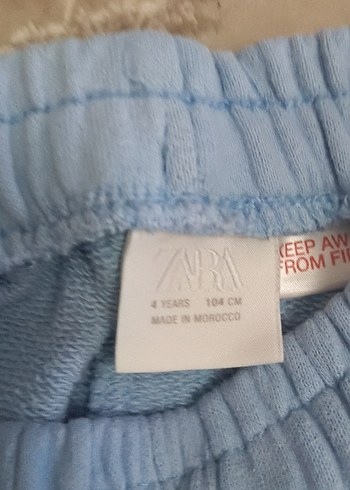 ZARA
4 YEARS 104 CM
MADE IN MOROCCO
KEEP AW
FROM FI